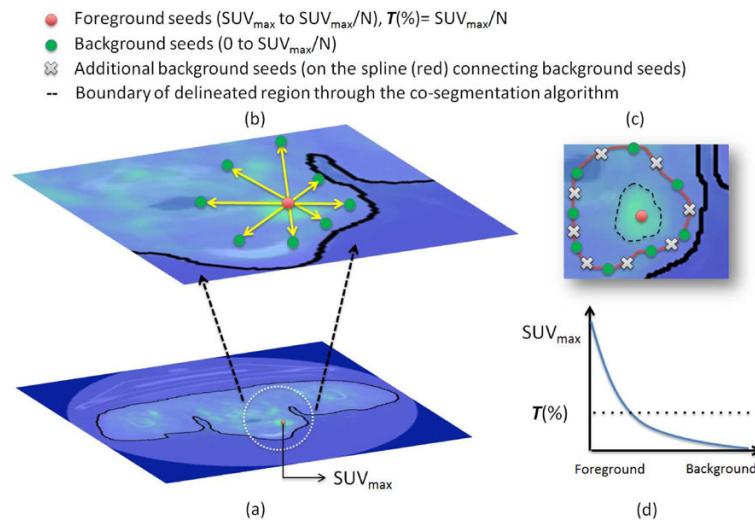 Foreground seeds (SUVmax to SUVmax/N), T(%)= SUVmax/N
Background seeds (0 to SUVmax/N)
Additional background seeds (on the spline (red) connecting background seeds)
-- Boundary of delineated region through the co-segmentation algorithm
(b)
(c)
SUVmax
T(%)
Foreground
Background
SUVmax
(a)
(d)